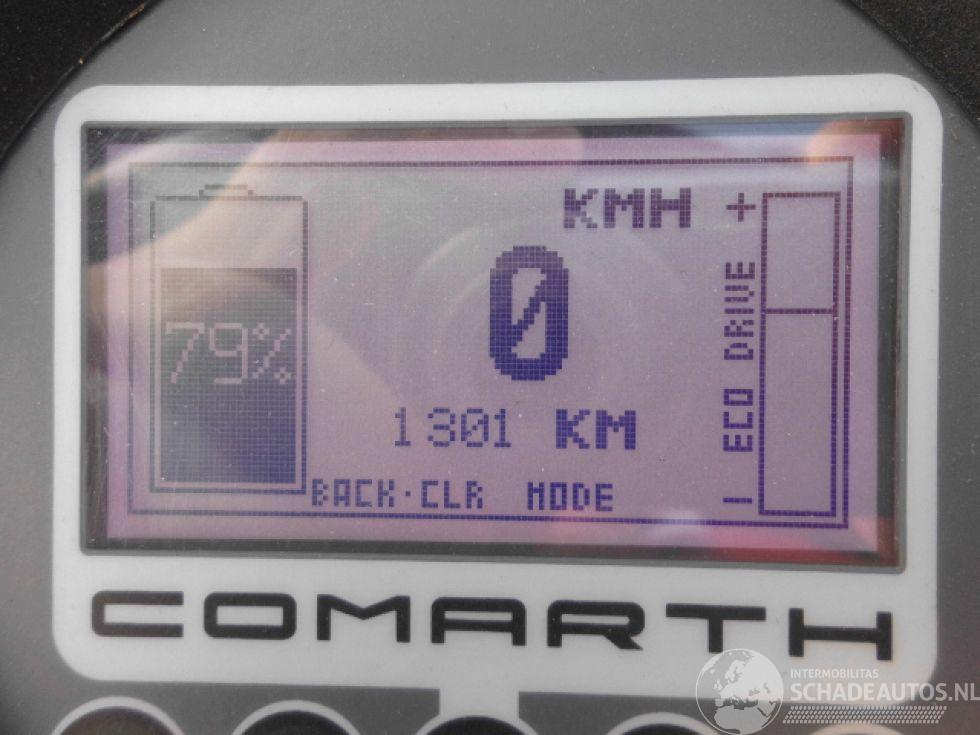 KMH +
79%
0
1301 KM
– ECO DRIVE
BACK·CLR MODE
COMARTH
INTERMOBILITAS
SCHADEAUTOS.NL